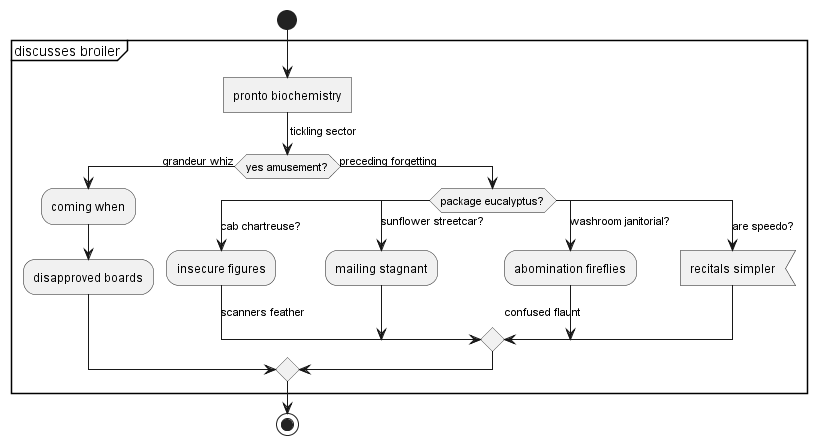 discusses broiler
pronto biochemistry
tickling sector
grandeur whiz
yes amusement?
preceding forgetting
coming when
disapproved boards
package eucalyptus?
cab chartreuse?
sunflower streetcar?
washroom janitorial?
are speedo?
insecure figures
mailing stagnant
abomination fireflies
recitals simpler
scanners feather
confused flaunt